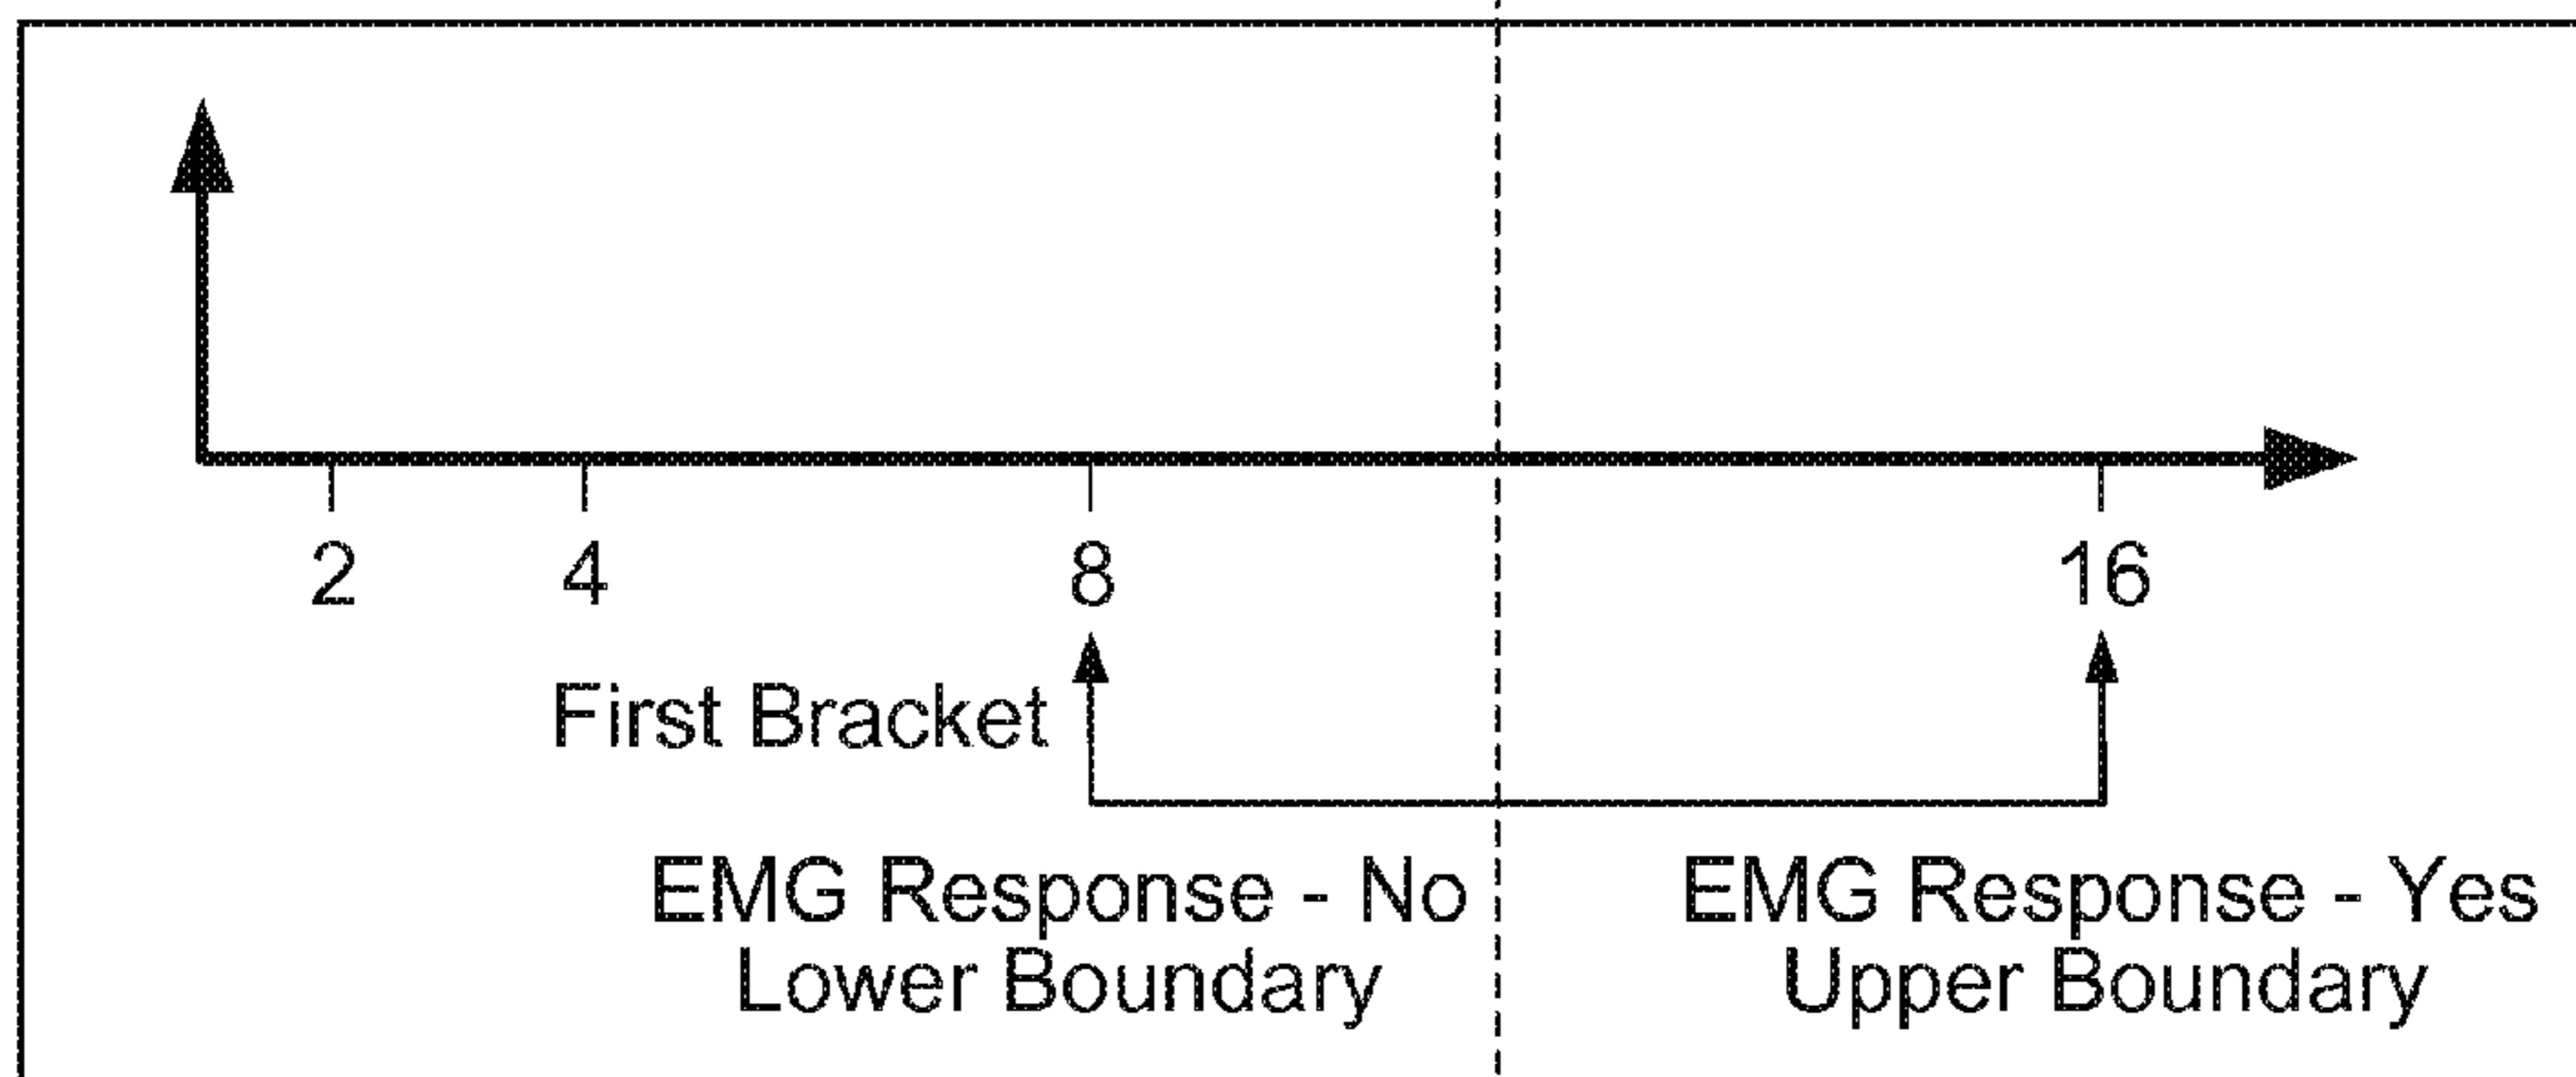 2 4 8 16
First Bracket
EMG Response - No EMG Response - Yes
Lower Boundary Upper Boundary